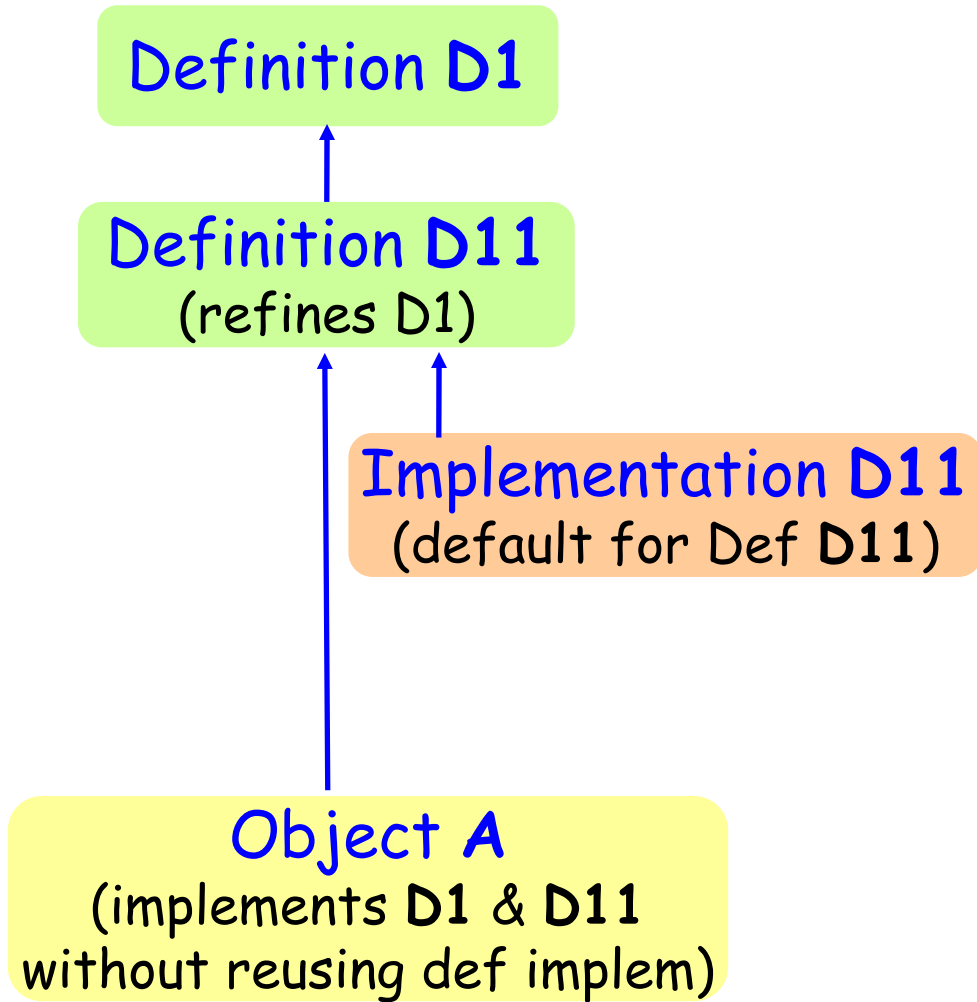 Definition D1
Definition D11
(refines D1)
Implementation D11
(default for Def D11)
Object A
(implements D1 & D11
without reusing def implem)